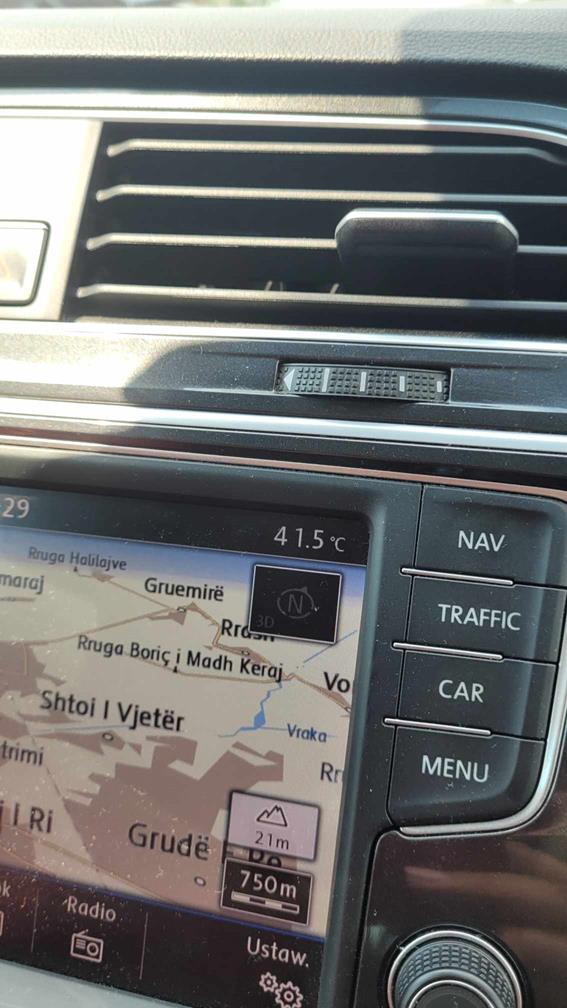 :29
41.5°C
NAV
Rruga Halilajve
maraj
Gruemirë
N
3D
TRAFFIC
Rruga Boriç i Madh Keraj
CAR
Shtoi I Vjetër
Vraka
trimi
MENU
21m
I Ri
Grudë
750m
Radio
Ustaw.